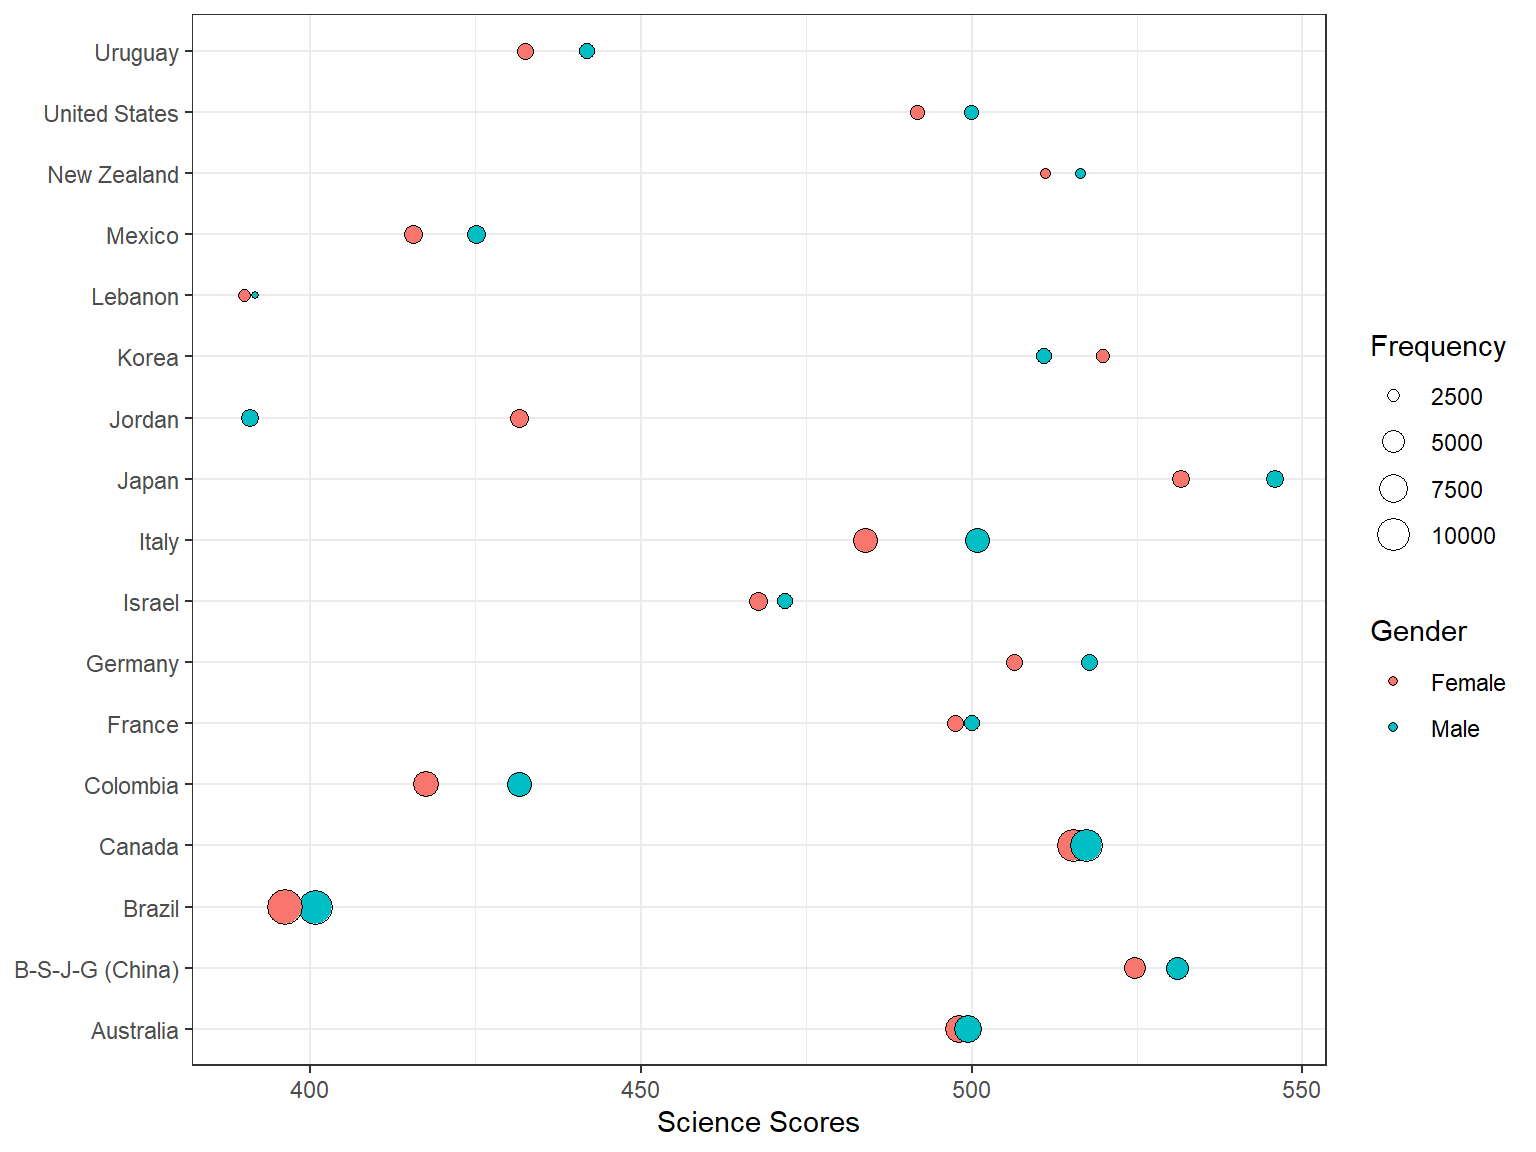 Uruguay
United States
New Zealand
Mexico
Lebanon
Korea
Jordan
Japan
Italy
Israel
Germany
France
Colombia
Canada
Brazil
B-S-J-G (China)
Australia
400 450 500 550
Science Scores
Frequency
2500
5000
7500
10000
Gender
Female
Male